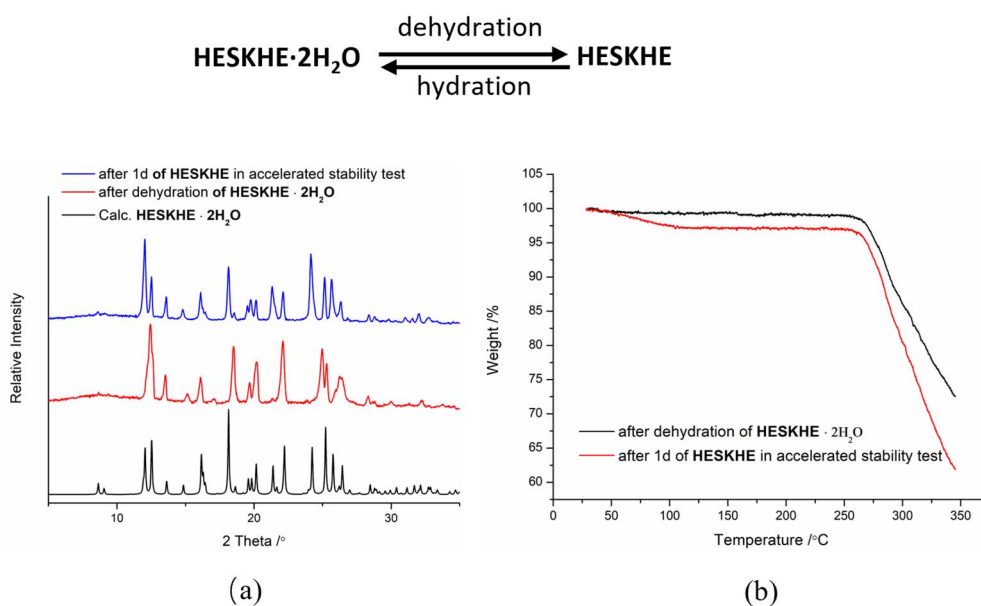 dehydration
HESKHE·2H₂O
HESKHE
hydration
after 1d of HESKHE in accelerated stability test
after dehydration of HESKHE · 2H₂O
Calc. HESKHE · 2H₂O
Relative Intensity
10
20
30
2 Theta /°
(a)
105
100
95
90
85
80
75
70
65
60
Weight /%
after dehydration of HESKHE · 2H₂O
after 1d of HESKHE in accelerated stability test
0
50
100
150
200
250
300
350
Temperature /°C
(b)